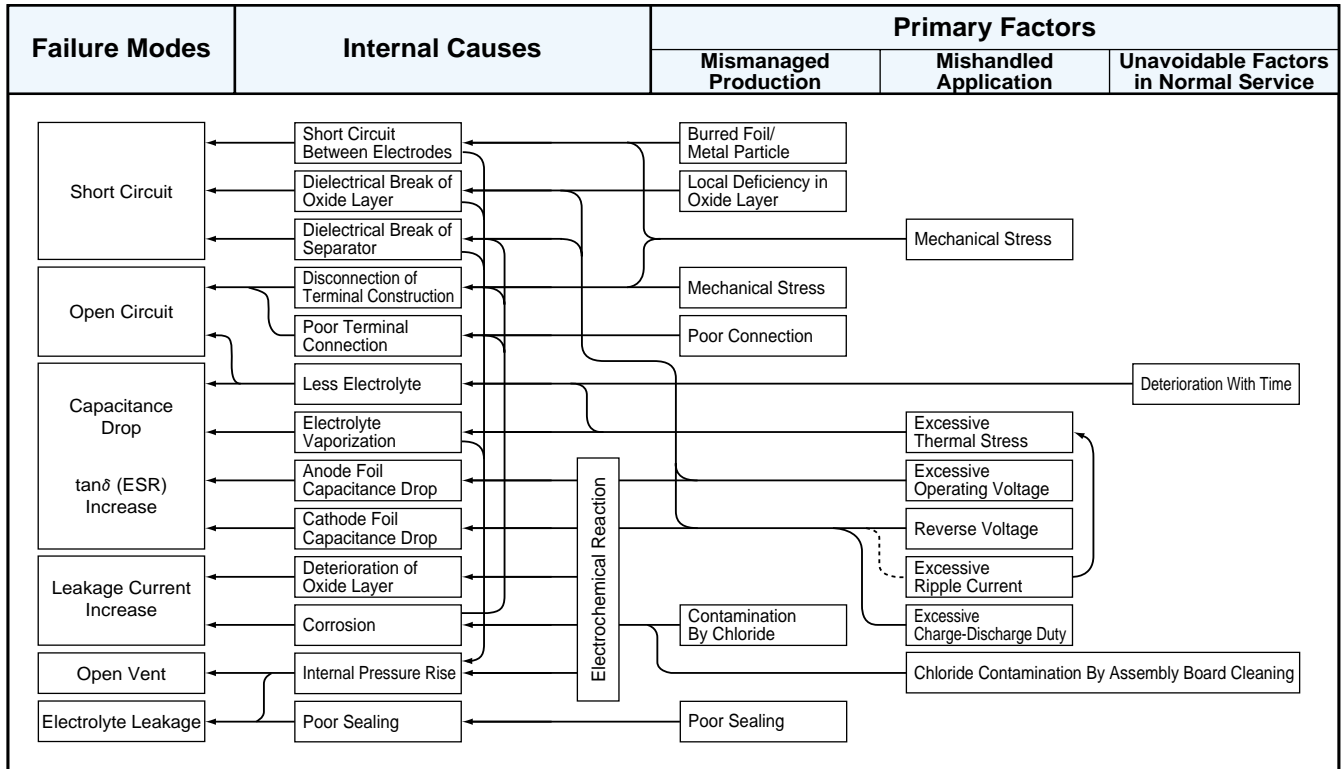 Failure Modes
Internal Causes
Primary Factors
Mismanaged
Production
Mishandled
Application
Unavoidable Factors
in Normal Service
Short Circuit
Open Circuit
Capacitance
Drop
tanδ (ESR)
Increase
Leakage Current
Increase
Open Vent
Electrolyte Leakage
Short Circuit
Between Electrodes
Dielectrical Break of
Oxide Layer
Dielectrical Break of
Separator
Disconnection of
Terminal Construction
Poor Terminal
Connection
Less Electrolyte
Electrolyte
Vaporization
Anode Foil
Capacitance Drop
Cathode Foil
Capacitance Drop
Deterioration of
Oxide Layer
Corrosion
Internal Pressure Rise
Poor Sealing
Electrochemical Reaction
Burred Foil/
Metal Particle
Local Deficiency in
Oxide Layer
Mechanical Stress
Poor Connection
Contamination
By Chloride
Poor Sealing
Mechanical Stress
Excessive
Thermal Stress
Excessive
Operating Voltage
Reverse Voltage
Excessive
Ripple Current
Excessive
Charge-Discharge Duty
Chloride Contamination By Assembly Board Cleaning
Deterioration With Time